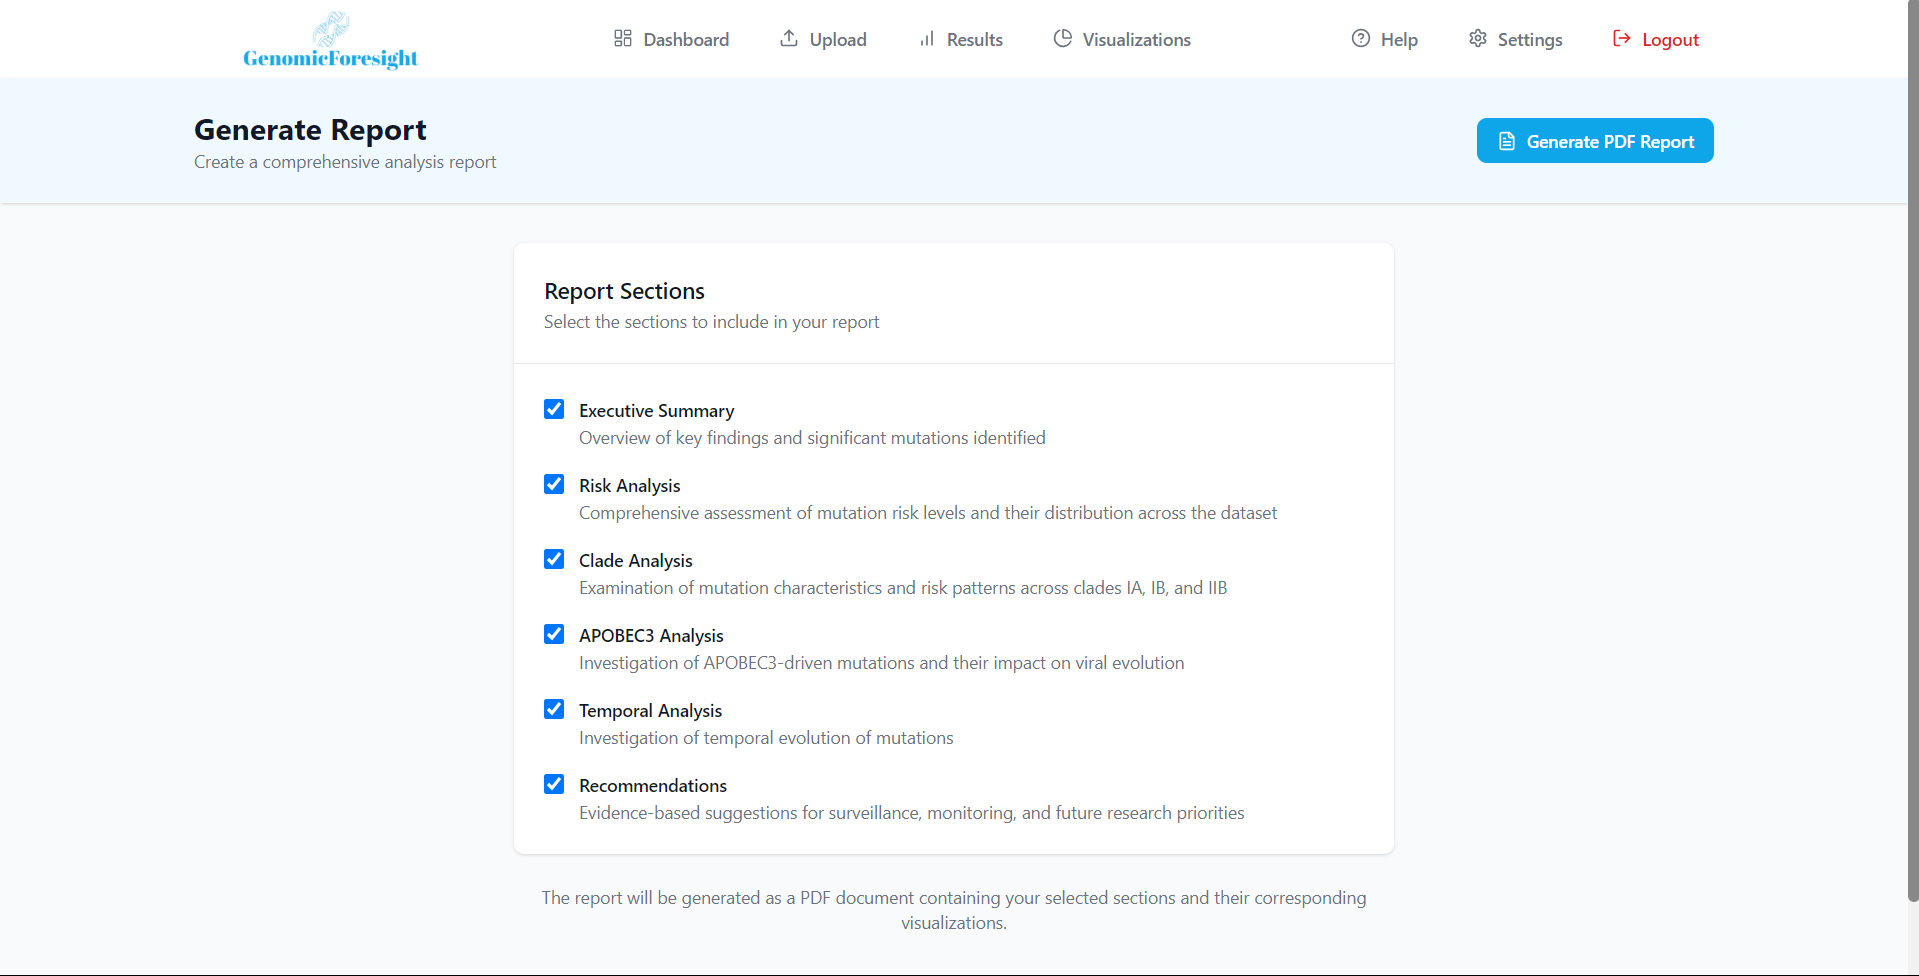 GenomicForesight
Dashboard
Upload
Results
Visualizations
Help
Settings
Logout
Generate Report
Create a comprehensive analysis report
Generate PDF Report
Report Sections
Select the sections to include in your report
Executive Summary
Overview of key findings and significant mutations identified
Risk Analysis
Comprehensive assessment of mutation risk levels and their distribution across the dataset
Clade Analysis
Examination of mutation characteristics and risk patterns across clades IA, IB, and IIB
APOBEC3 Analysis
Investigation of APOBEC3-driven mutations and their impact on viral evolution
Temporal Analysis
Investigation of temporal evolution of mutations
Recommendations
Evidence-based suggestions for surveillance, monitoring, and future research priorities
The report will be generated as a PDF document containing your selected sections and their corresponding
visualizations.